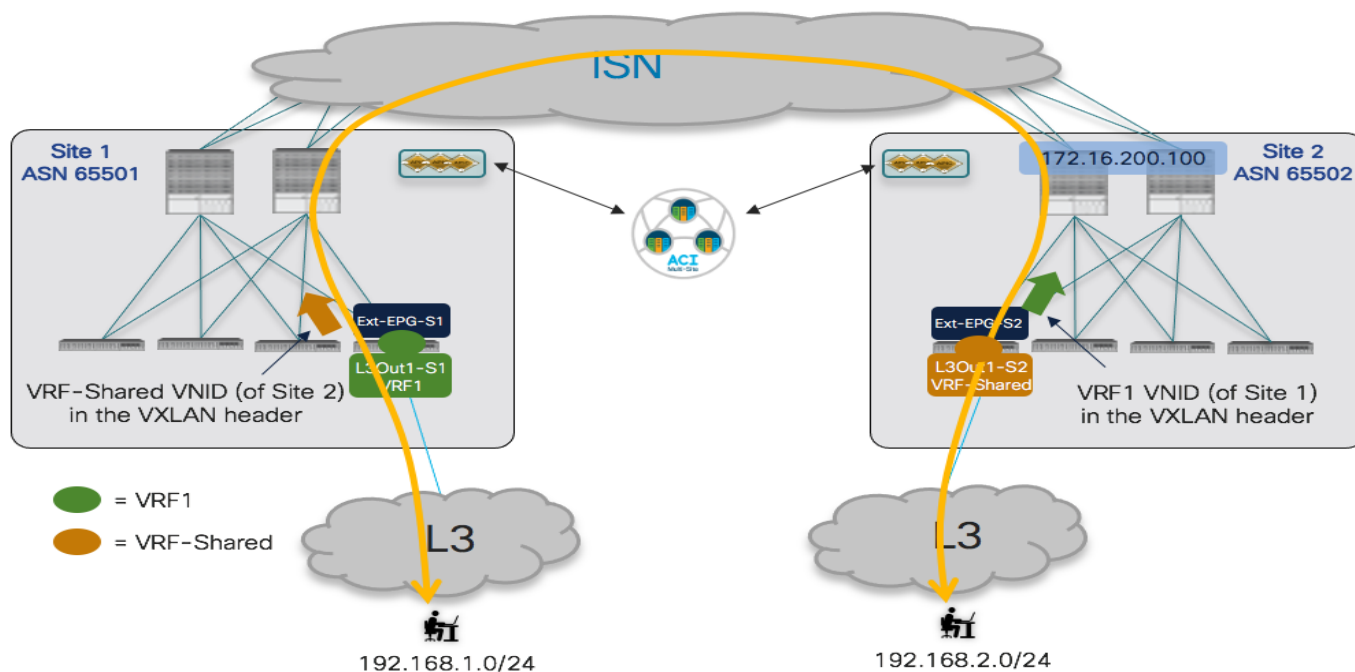 ISN
Site 1
ASN 65501
172.16.200.100
Site 2
ASN 65502
ACI
Multi-Site
Ext-EPG-S1
L3Out1-S1
VRF1
VRF-Shared VNID (of Site 2)
in the VXLAN header
Ext-EPG-S2
L3Out1-S2
VRF-Shared
VRF1 VNID (of Site 1)
in the VXLAN header
= VRF1
= VRF-Shared
L3
L3
192.168.1.0/24
192.168.2.0/24